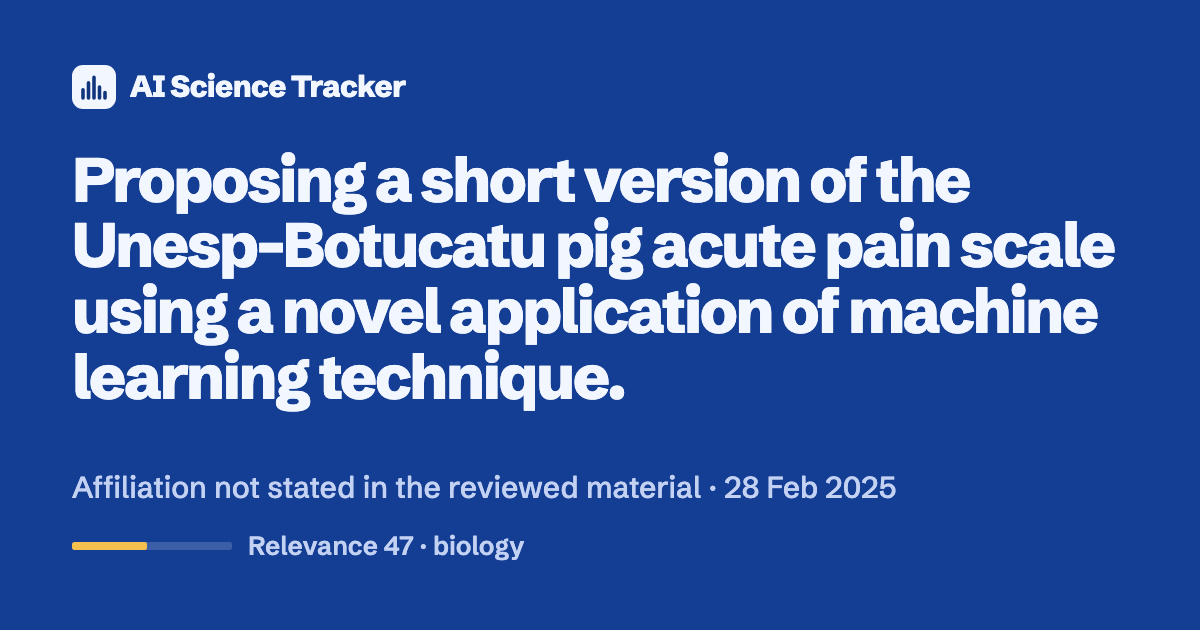 AI Science Tracker
Proposing a short version of the
Unesp-Botucatu pig acute pain scale
using a novel application of machine
learning technique.
Affiliation not stated in the reviewed material · 28 Feb 2025
Relevance 47 · biology